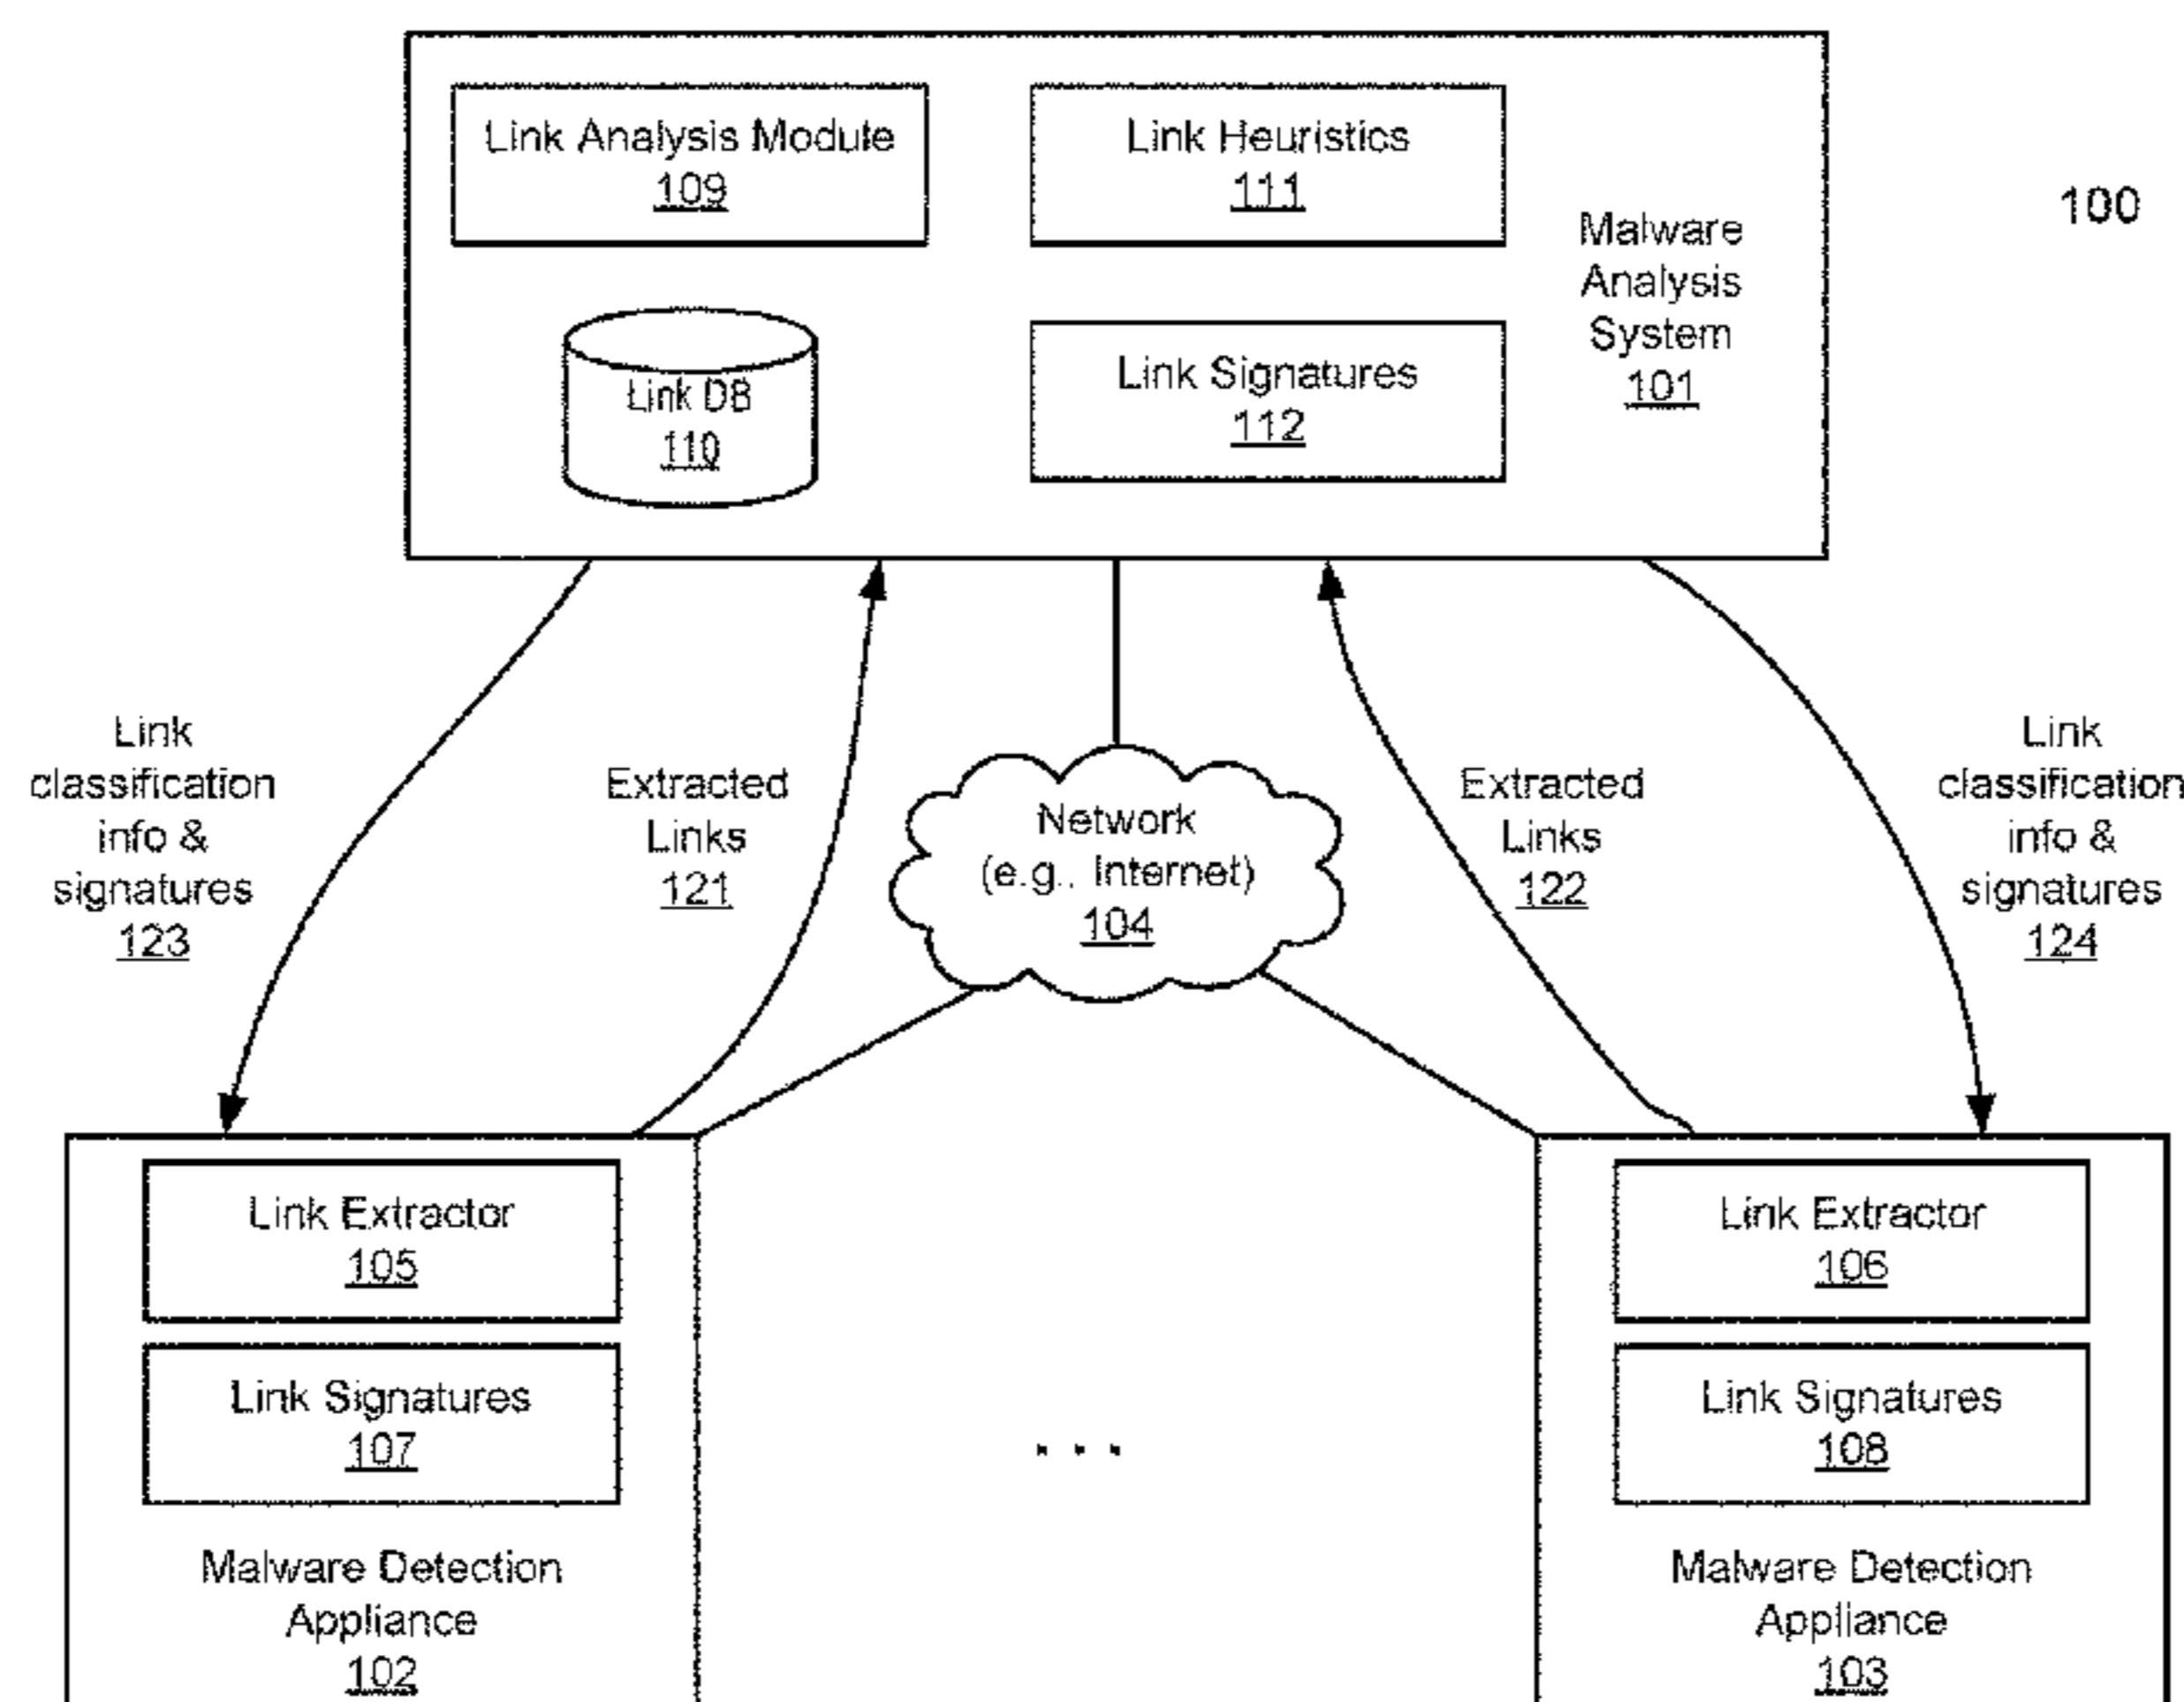 Link Analysis Module
109
Link Heuristics
111
Malware
Analysis
System
101
100
Link DB
110
Link Signatures
112
Link
classification
info &
signatures
123
Extracted
Links
121
Network
(e.g., Internet)
104
Extracted
Links
122
Link
classification
info &
signatures
124
Link Extractor
105
Link Signatures
107
Malware Detection
Appliance
102
. . .
Link Extractor
106
Link Signatures
108
Malware Detection
Appliance
103